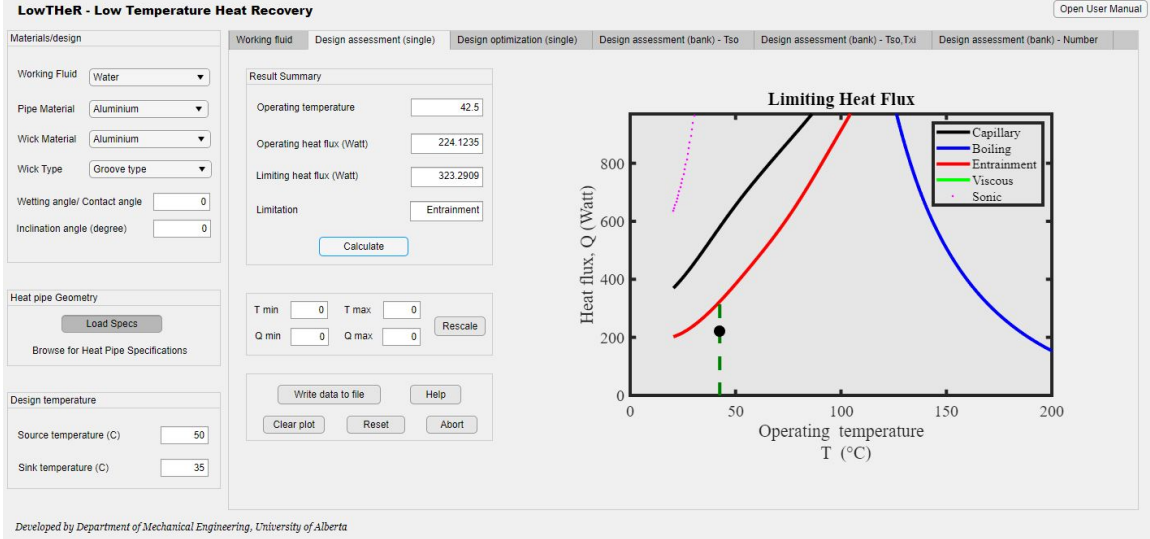 LowTHeR - Low Temperature Heat Recovery
Open User Manual
Materials/design
Working Fluid
Water
Pipe Material
Aluminium
Wick Material
Aluminium
Wick Type
Groove type
Wetting angle/ Contact angle
0
Inclination angle (degree)
0
Heat pipe Geometry
Load Specs
Browse for Heat Pipe Specifications
Design temperature
Source temperature (C)
50
Sink temperature (C)
35
Working fluid
Design assessment (single)
Design optimization (single)
Design assessment (bank) - Tso
Design assessment (bank) - Tso,Txi
Design assessment (bank) - Number
Result Summary
Operating temperature
42.5
Operating heat flux (Watt)
224.1235
Limiting heat flux (Watt)
323.2909
Limitation
Entrainment
Calculate
T min
0
T max
0
Q min
0
Q max
0
Rescale
Write data to file
Help
Clear plot
Reset
Abort
Limiting Heat Flux
Capillary
Boiling
Entrainment
Viscous
Sonic
Heat flux, Q (Watt)
800
600
400
200
0
0
50
100
150
200
Operating temperature
T (°C)
Developed by Department of Mechanical Engineering, University of Alberta